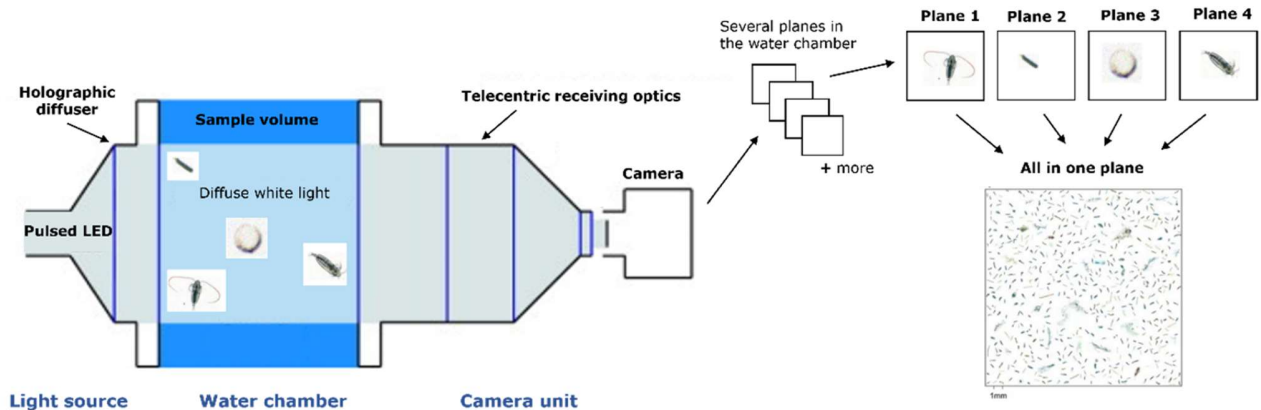 Plane 1
Plane 2
Plane 3
Plane 4
Several planes in
the water chamber
Holographic
diffuser
Telecentric receiving optics
Sample volume
+ more
All in one plane
Camera
Diffuse white light
Pulsed LED
1mm
Light source
Water chamber
Camera unit